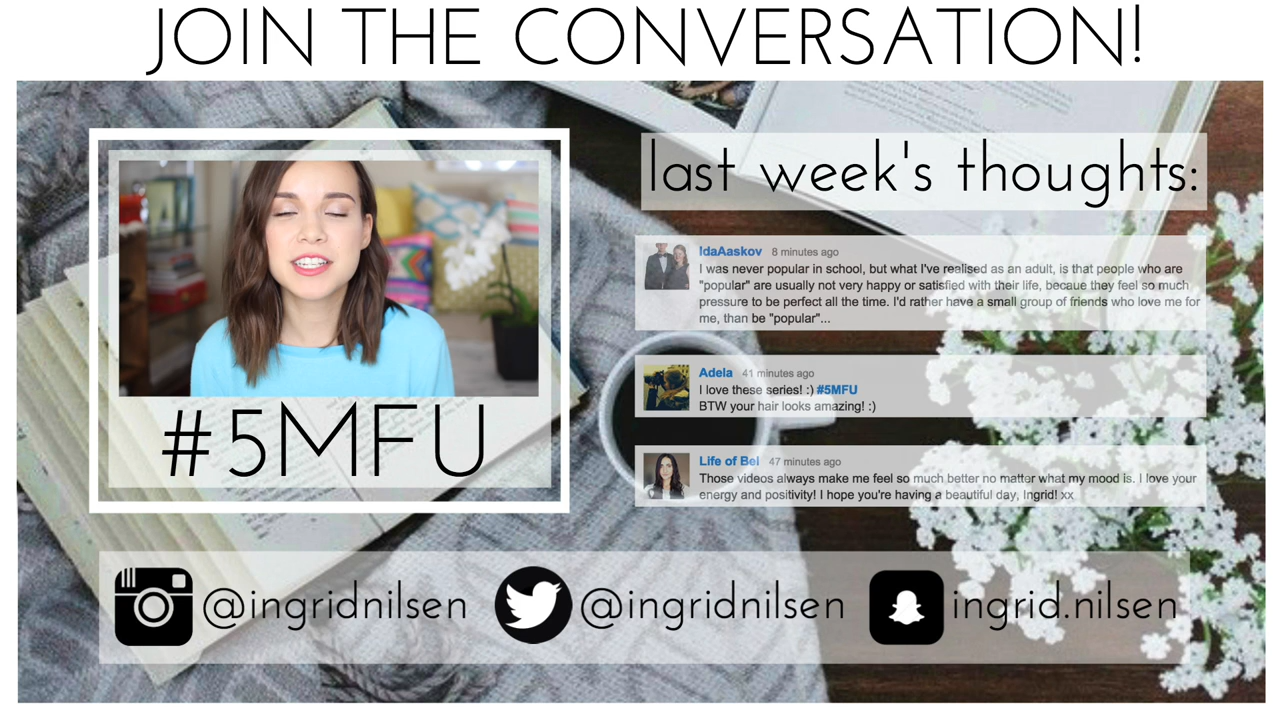 JOIN THE CONVERSATION!
last week's thoughts:
IdaAaskov 8 minutes ago
I was never popular in school, but what I've realised as an adult, is that people who are
"popular" are usually not very happy or satisfied with their life, becaue they feel so much
pressure to be perfect all the time. I'd rather have a small group of friends who love me for
me, than be "popular"...
Adela 41 minutes ago
I love these series! :) #5MFU
BTW your hair looks amazing! :)
Life of Bel 47 minutes ago
Those videos always make me feel so much better no matter what my mood is. I love your
energy and positivity! I hope you're having a beautiful day, Ingrid! xx
#5MFU
@ingridnilsen @ingridnilsen ingrid.nilsen